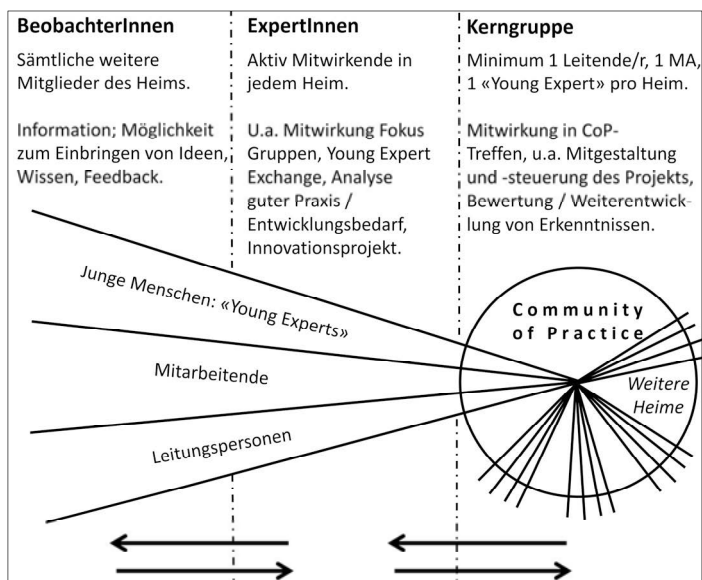 BeobachterInnen
Sämtliche weitere
Mitglieder des Heims.
Information; Möglichkeit
zum Einbringen von Ideen,
Wissen, Feedback.
ExpertInnen
Aktiv Mitwirkende in
jedem Heim.
U.a. Mitwirkung Fokus
Gruppen, Young Expert
Exchange, Analyse
guter Praxis /
Entwicklungsbedarf,
Innovationsprojekt.
Kerngruppe
Minimum 1 Leitende/r, 1 MA,
1 «Young Expert» pro Heim.
Mitwirkung in CoP-
Treffen, u.a. Mitgestaltung
und -steuerung des Projekts,
Bewertung / Weiterentwick-
lung von Erkenntnissen.
Junge Menschen: «Young Experts»
Mitarbeitende
Leitungspersonen
Community
of Practice
Weitere
Heime